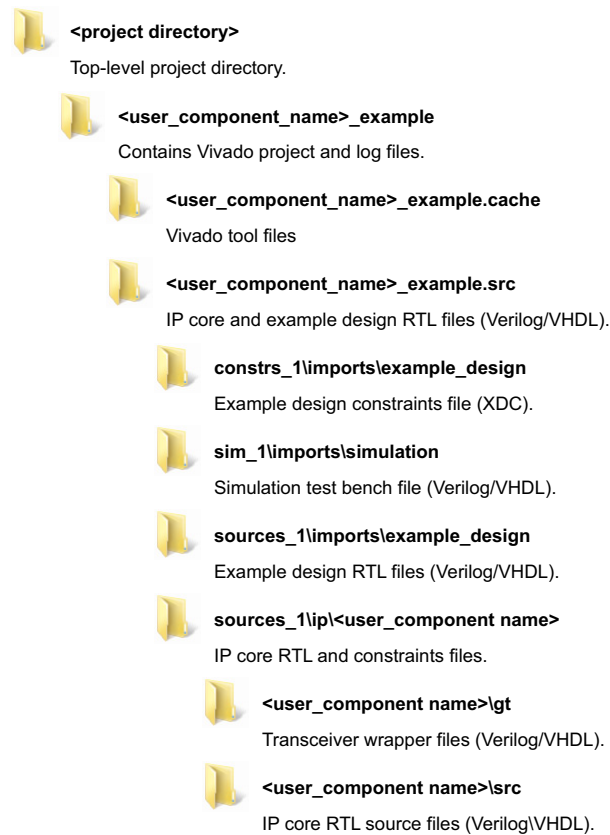 <project directory>
Top-level project directory.
<user_component_name>_example
Contains Vivado project and log files.
<user_component_name>_example.cache
Vivado tool files
<user_component_name>_example.src
IP core and example design RTL files (Verilog/VHDL).
constrs_1\imports\example_design
Example design constraints file (XDC).
sim_1\imports\simulation
Simulation test bench file (Verilog/VHDL).
sources_1\imports\example_design
Example design RTL files (Verilog/VHDL).
sources_1\ip\<user_component name>
IP core RTL and constraints files.
<user_component name>\gt
Transceiver wrapper files (Verilog/VHDL).
<user_component name>\src
IP core RTL source files (Verilog\VHDL).